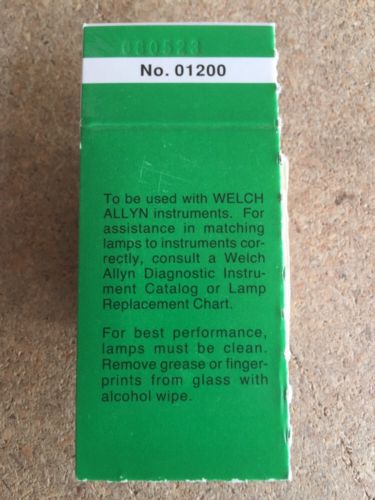 080523
No. 01200
To be used with WELCH
ALLYN instruments. For
assistance in matching
lamps to instruments cor-
rectly, consult a Welch
Allyn Diagnostic Instru-
ment Catalog or Lamp
Replacement Chart.
For best performance,
lamps must be clean.
Remove grease or finger-
prints from glass with
alcohol wipe.